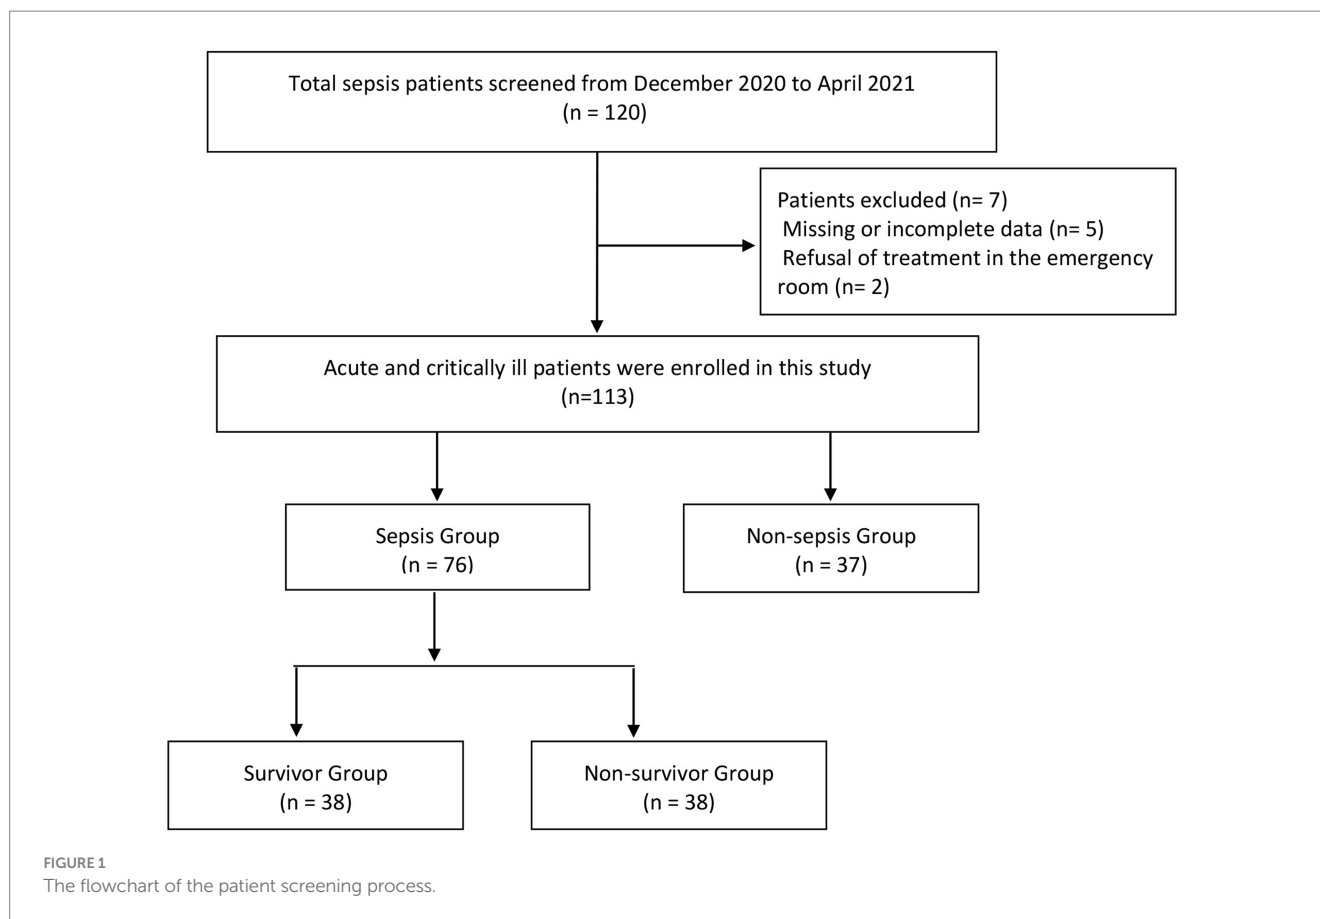 Total sepsis patients screened from December 2020 to April 2021
(n = 120)
Patients excluded (n= 7)
Missing or incomplete data (n= 5)
Refusal of treatment in the emergency
room (n= 2)
Acute and critically ill patients were enrolled in this study
(n=113)
Sepsis Group
(n = 76)
Non-sepsis Group
(n = 37)
Survivor Group
(n = 38)
Non-survivor Group
(n = 38)
FIGURE 1
The flowchart of the patient screening process.